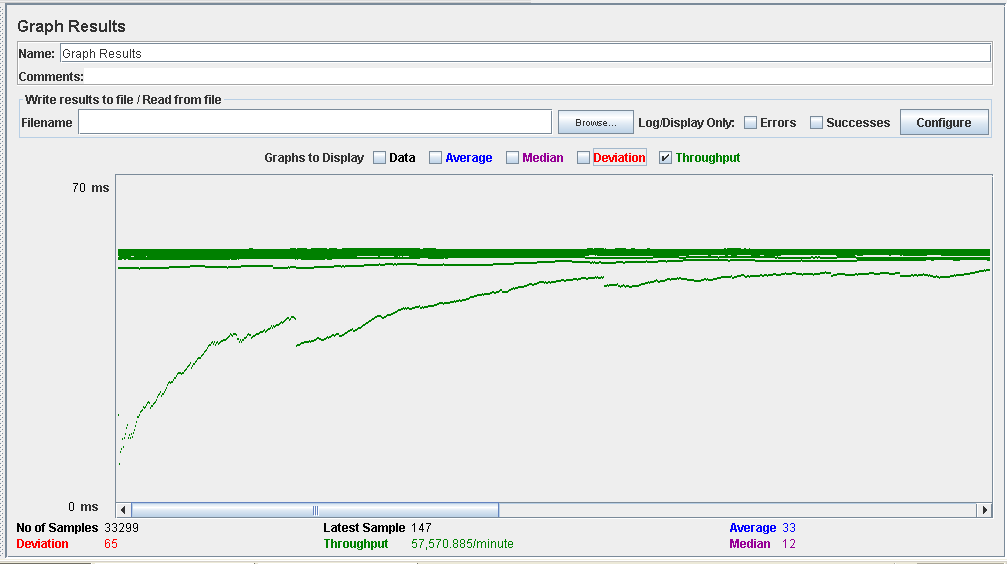 Graph Results
Name: Graph Results
Comments:
Write results to file / Read from file
Filename Browse... Log/Display Only: Errors Successes Configure
Graphs to Display Data Average Median Deviation Throughput
70 ms
0 ms
No of Samples 33299 Latest Sample 147 Average 33
Deviation 65 Throughput 57,570.885/minute Median 12